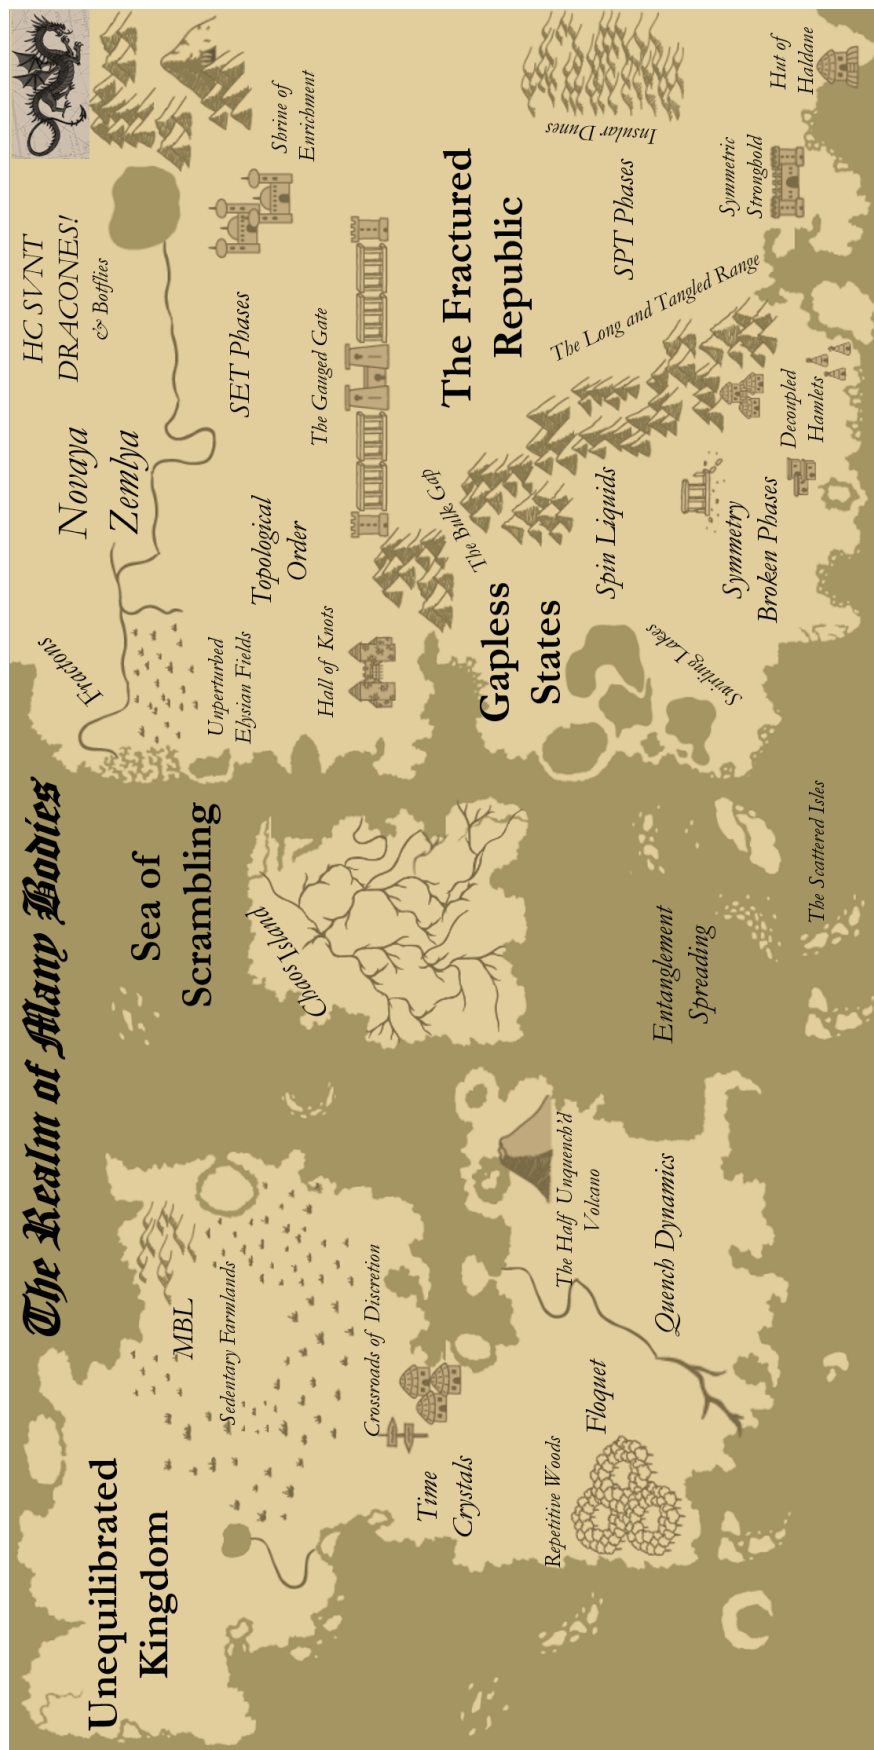 The Realm of Many Bodies
Unequilibrated
Kingdom
MBL
Sedentary Farmlands
Crossroads of Discretion
Time
Crystals
Repetitive Woods
Floquet
The Half Unquench'd
Volcano
Quench Dynamics
Sea of
Scrambling
Chaos Island
Entanglement
Spreading
The Scattered Isles
HC SVNT
DRACONES!
& Botflies
Novaya
Zemlya
Fractons
Unperturbed
Elysian Fields
Hall of Knots
Topological
Order
SET Phases
Shrine of
Enrichment
The Gauged Gate
The Bulk Gap
Gapless
States
Swirling Lakes
Spin Liquids
Symmetry
Broken Phases
Decoupled
Hamlets
The Long and Tangled Range
The Fractured
Republic
Insular Dunes
SPT Phases
Symmetric
Stronghold
Hut of
Haldane